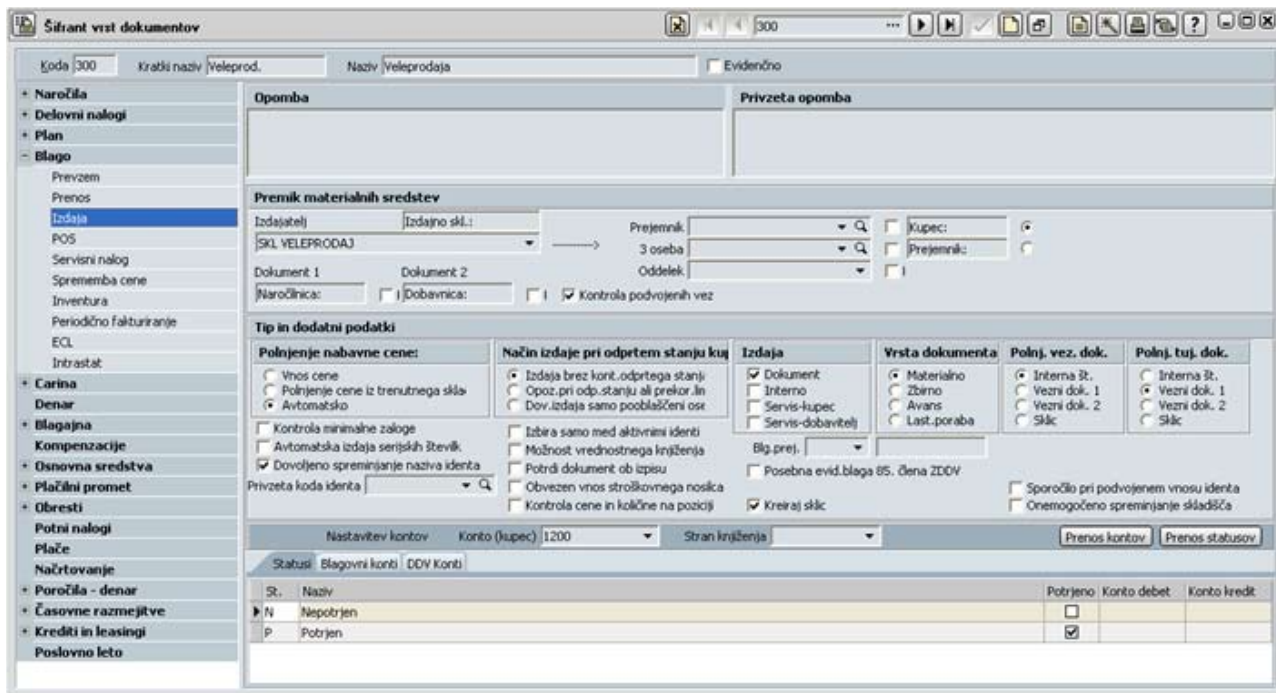 Šifrant vrst dokumentov
300
...
Koda 300 Kratki naziv Veleprod. Naziv Veleprodaja Evidenčno
+ Naročila
+ Delovni nalogi
+ Plan
- Blago
Prevzem
Prenos
Izdaja
POS
Servisni nalog
Sprememba cene
Inventura
Periodično fakturiranje
ECL
Intrastat
+ Carina
Denar
+ Blagajna
Kompenzacije
+ Osnovna sredstva
+ Plačilni promet
+ Obresti
Potni nalogi
Plače
Načrtovanje
+ Poročila - denar
+ Časovne razmejitve
+ Krediti in leasingi
Poslovno leto
Opomba Privzeta opomba
Premik materialnih sredstev
Izdajatelj Izdajno skl.:
SKL VELEPRODAJ
----------->
Prejemnik Kupec:
3 oseba Prejemnik:
Oddelek I
Dokument 1 Dokument 2
Naročilnica: I Dobavnica: I Kontrola podvojenih vez
Tip in dodatni podatki
Polnjenje nabavne cene:
Vnos cene
Polnjenje cene iz trenutnega skla
Avtomatsko
Kontrola minimalne zaloge
Avtomatska izdaja serijskih številk
Dovoljeno spreminjanje naziva identa
Privzeta koda identa
Način izdaje pri odprtem stanju kup
Izdaja brez kont.odprtega stanja
Opoz.pri odp.stanju ali prekor.lin
Dov.izdaja samo pooblaščeni ose
Izbira samo med aktivnimi identi
Možnost vrednostnega knjiženja
Potrdi dokument ob izpisu
Obvezen vnos stroškovnega nosilca
Kontrola cene in količine na poziciji
Izdaja
Dokument
Interno
Servis-kupec
Servis-dobavitelj
Vrsta dokumenta
Materialno
Zbirno
Avans
Last.poraba
Polnj. vez. dok.
Interna št.
Vezni dok. 1
Vezni dok. 2
Sklic
Polnj. tuj. dok.
Interna št.
Vezni dok. 1
Vezni dok. 2
Sklic
Blg.prej.
Posebna evid.blaga 85. člena ZDDV
Kreiraj sklic
Sporočilo pri podvojenem vnosu identa
Onemogočeno spreminjanje skladišča
Nastavitev kontov Konto (kupec) 1200 Stran knjiženja Prenos kontov Prenos statusov
Statusi Blagovni konti DDV Konti
St. Naziv Potrjeno Konto debet Konto kredit
N Nepotrjen
P Potrjen